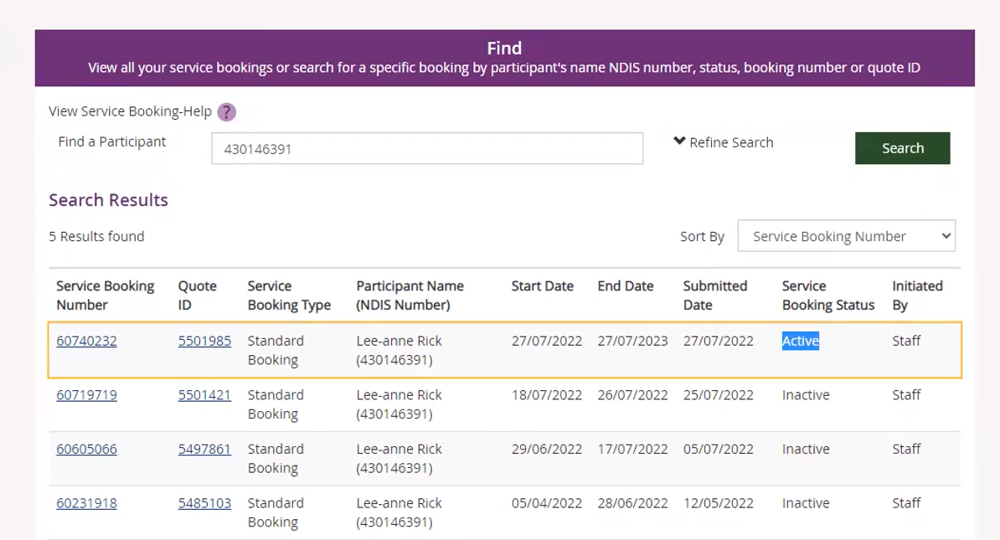 Find
View all your service bookings or search for a specific booking by participant's name NDIS number, status, booking number or quote ID
View Service Booking-Help ?
Find a Participant 430146391 Refine Search Search
Search Results
5 Results found Sort By Service Booking Number
Service Booking Quote Service Participant Name Start Date End Date Submitted Service Initiated
Number ID Booking Type (NDIS Number) Date Booking Status By
60740232 5501985 Standard Lee-anne Rick 27/07/2022 27/07/2023 27/07/2022 Active Staff
Booking (430146391)
60719719 5501421 Standard Lee-anne Rick 18/07/2022 26/07/2022 25/07/2022 Inactive Staff
Booking (430146391)
60605066 5497861 Standard Lee-anne Rick 29/06/2022 17/07/2022 05/07/2022 Inactive Staff
Booking (430146391)
60231918 5485103 Standard Lee-anne Rick 05/04/2022 28/06/2022 12/05/2022 Inactive Staff
Booking (430146391)